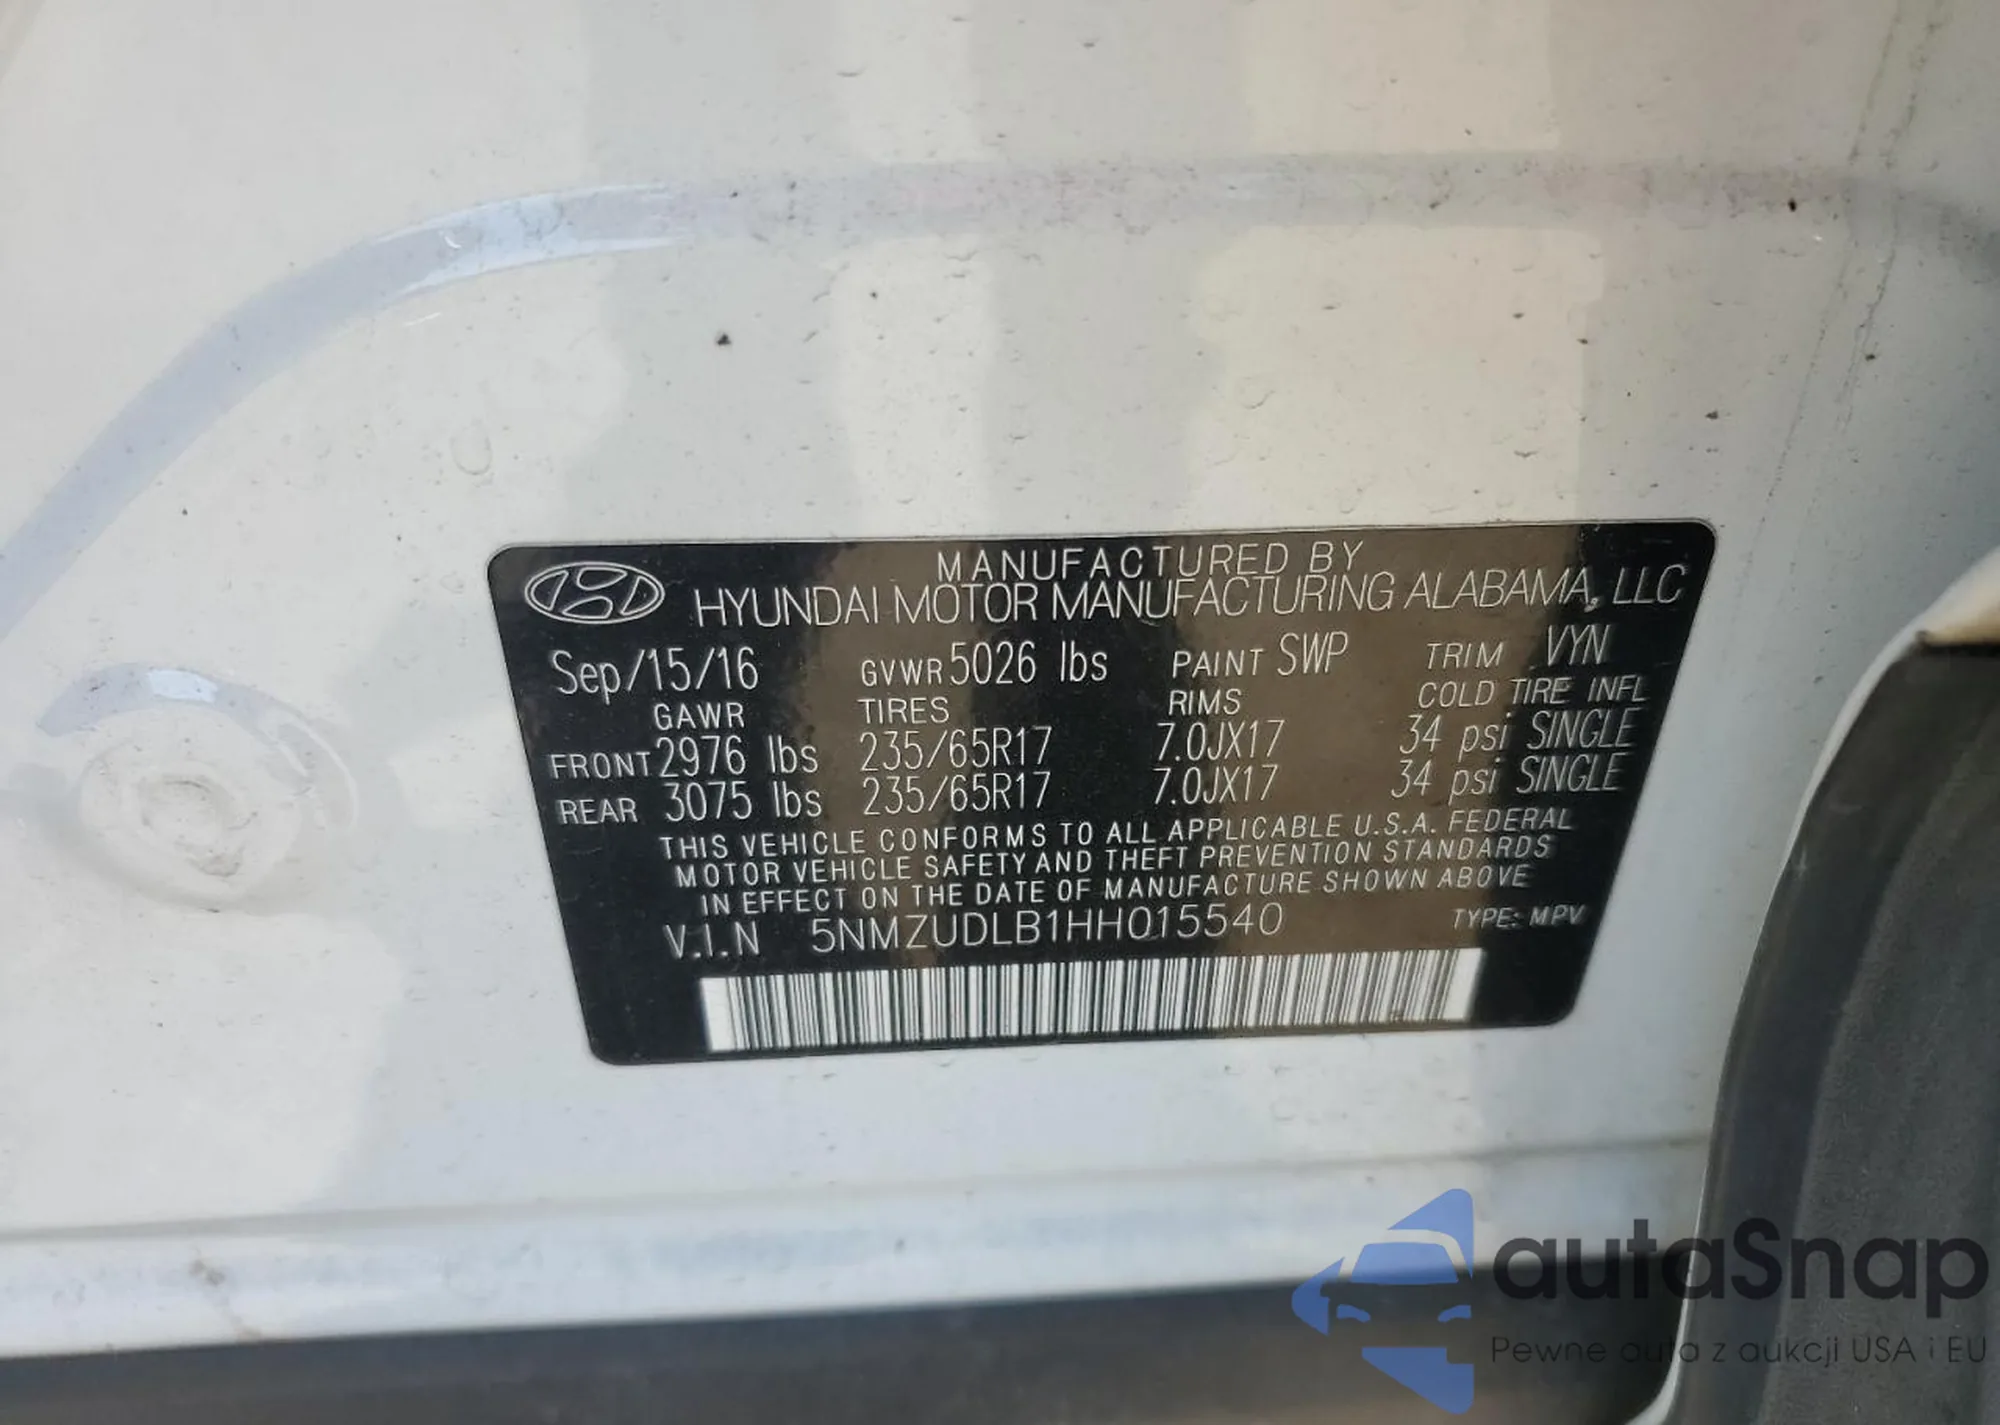 MANUFACTURED BY
HYUNDAI MOTOR MANUFACTURING ALABAMA, LLC
Sep/15/16 GVWR 5026 lbs PAINT SWP TRIM VYN
GAWR TIRES RIMS COLD TIRE INFL
FRONT 2976 lbs 235/65R17 7.0JX17 34 psi SINGLE
REAR 3075 lbs 235/65R17 7.0JX17 34 psi SINGLE
THIS VEHICLE CONFORMS TO ALL APPLICABLE U.S.A. FEDERAL
MOTOR VEHICLE SAFETY AND THEFT PREVENTION STANDARDS
IN EFFECT ON THE DATE OF MANUFACTURE SHOWN ABOVE
V.I.N 5NMZUDLB1HH015540 TYPE: MPV
autaSnap
Pewne auta z aukcji USA i EU